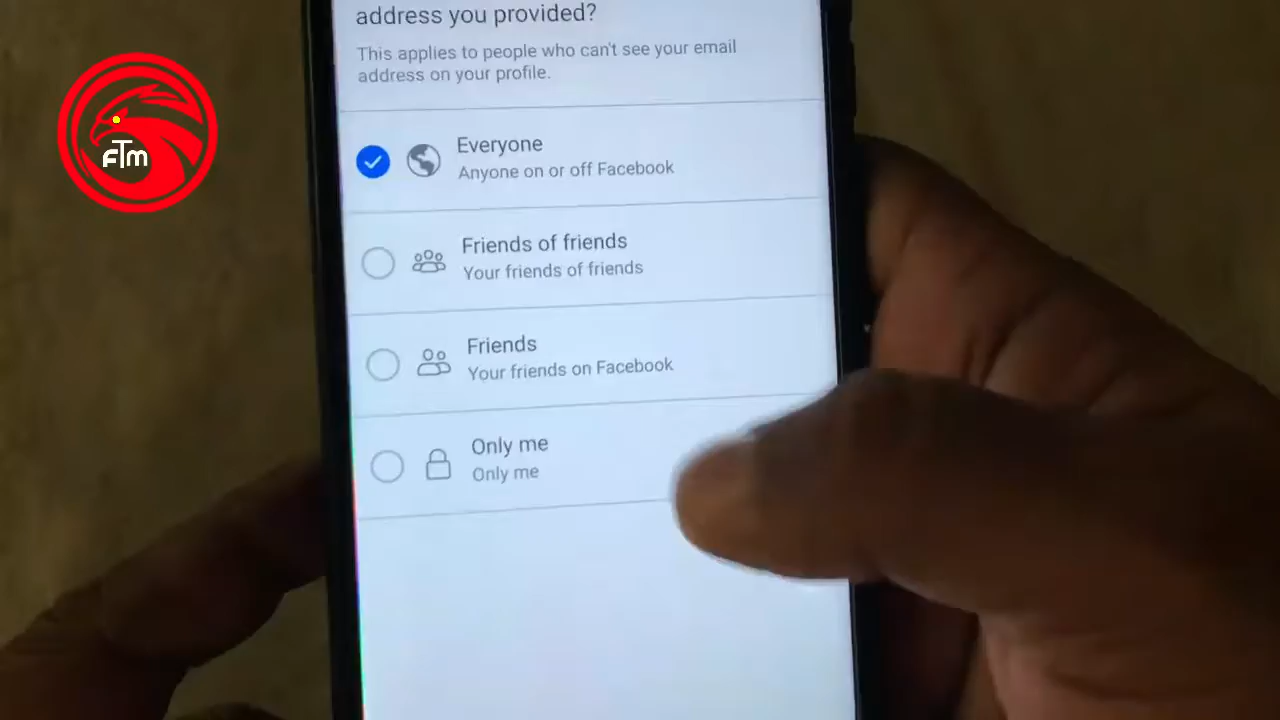 address you provided?
This applies to people who can't see your email
address on your profile.
FTM
Everyone
Anyone on or off Facebook
Friends of friends
Your friends of friends
Friends
Your friends on Facebook
Only me
Only me